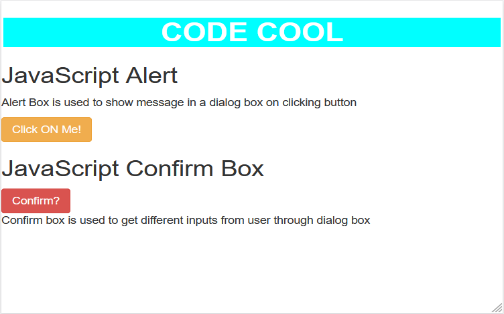 CODE COOL
JavaScript Alert
Alert Box is used to show message in a dialog box on clicking button
Click ON Me!
JavaScript Confirm Box
Confirm?
Confirm box is used to get different inputs from user through dialog box